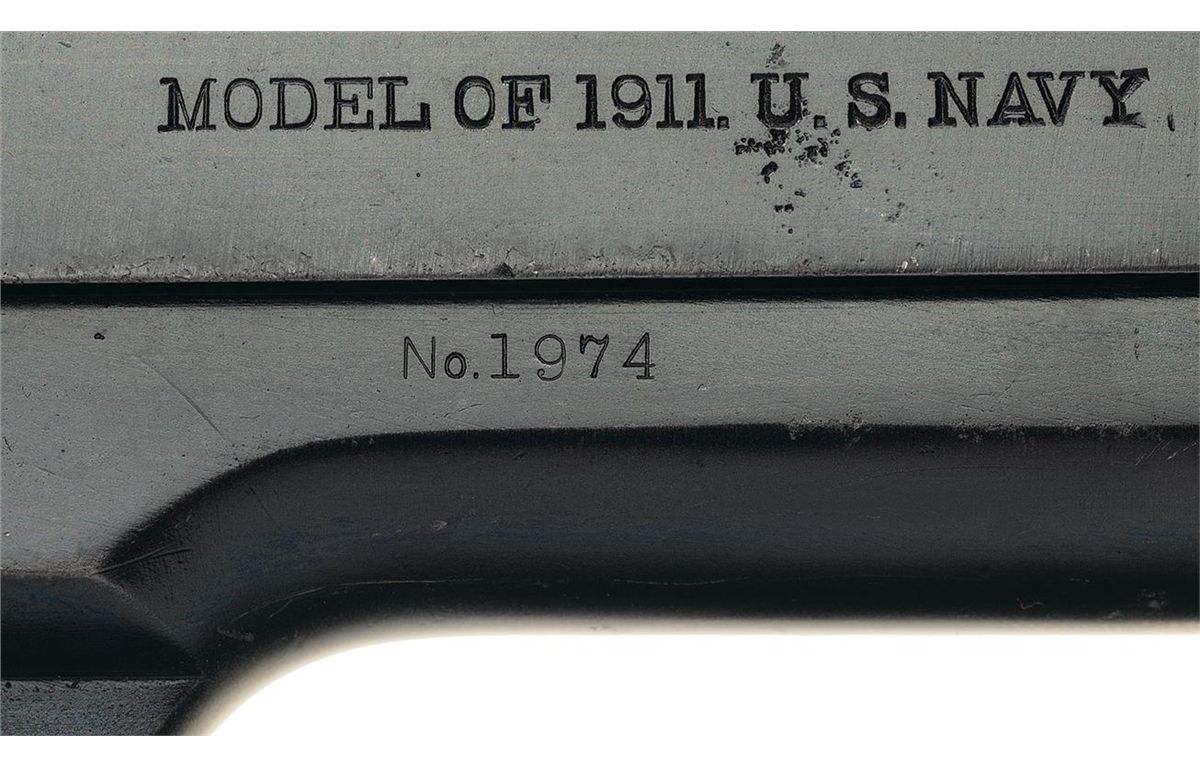 MODEL OF 1911. U. S. NAVY
No. 1974